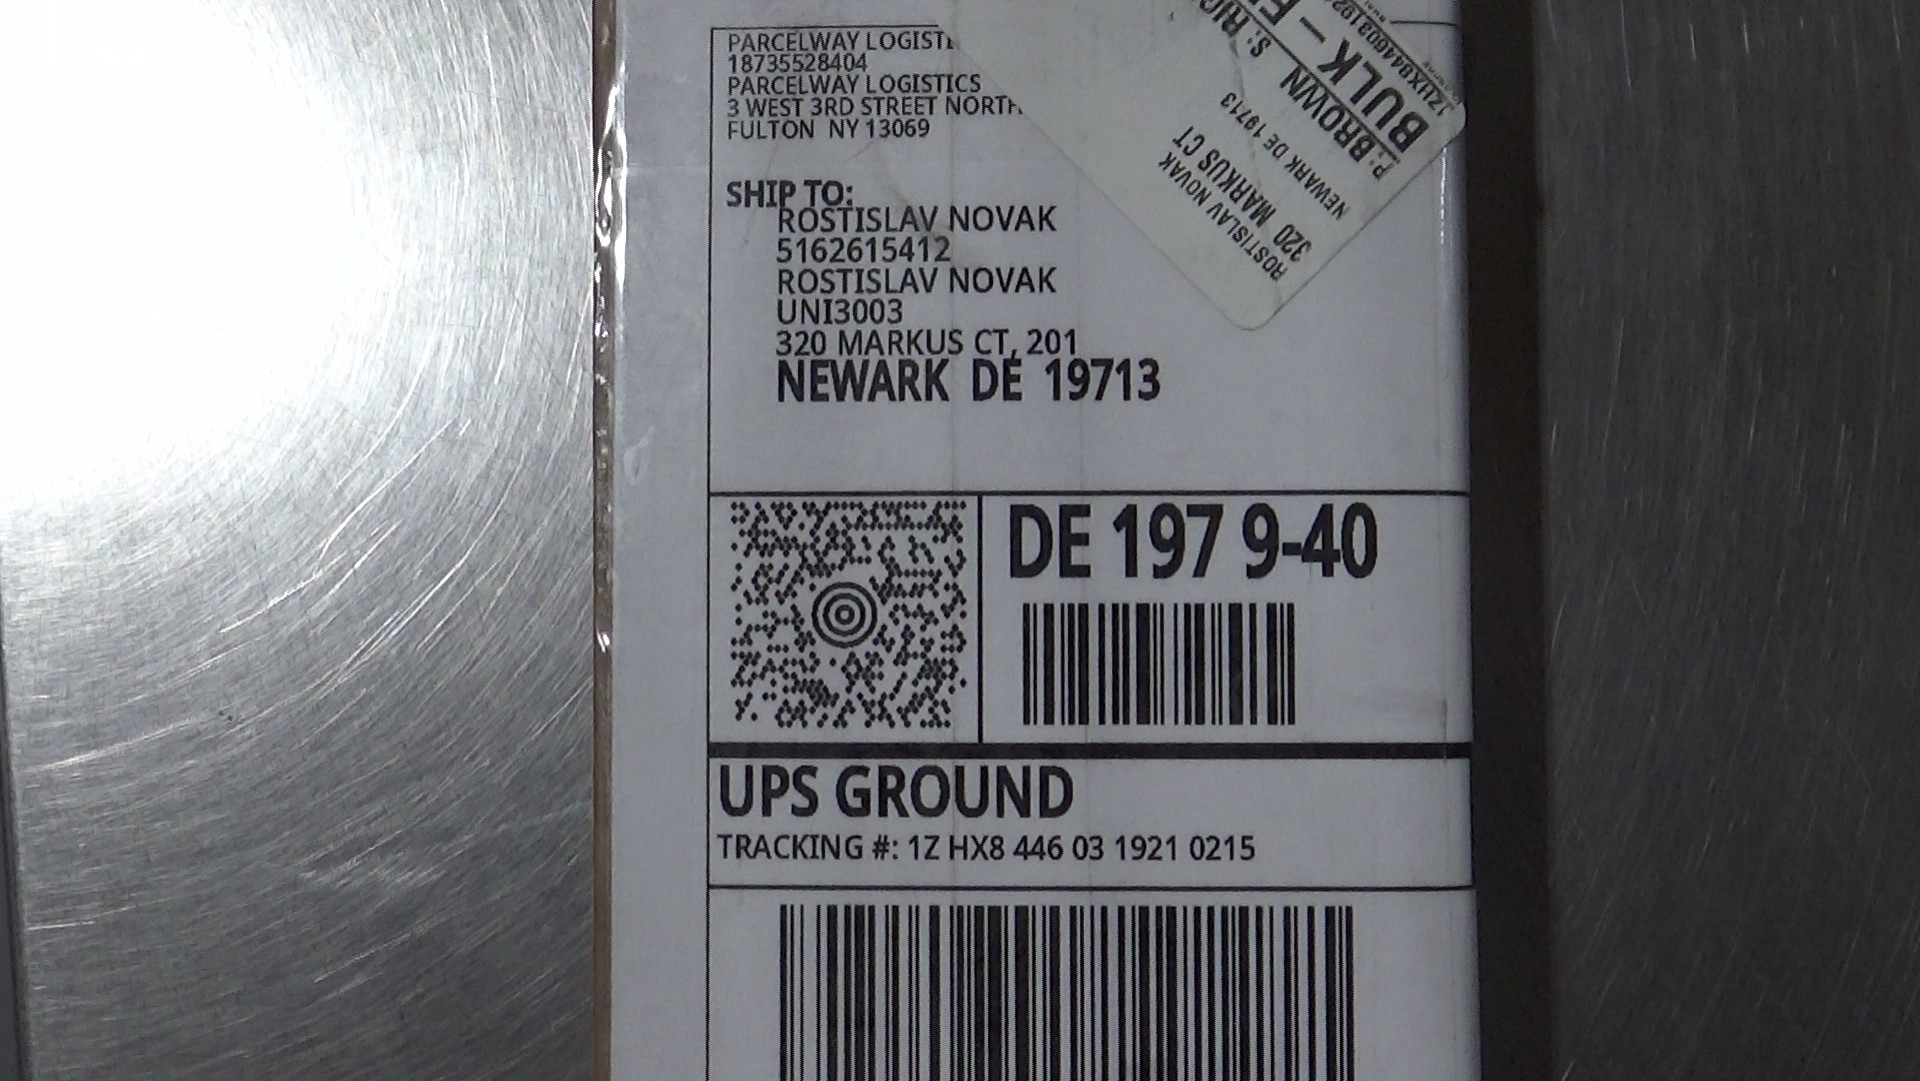 PARCELWAY LOGISTI
18735528404
PARCELWAY LOGISTICS
3 WEST 3RD STREET NORTH
FULTON NY 13069
SHIP TO:
ROSTISLAV NOVAK
5162615412
ROSTISLAV NOVAK
UNI3003
320 MARKUS CT, 201
NEWARK DE 19713
DE 197 9-40
UPS GROUND
TRACKING #: 1Z HX8 446 03 1921 0215
ROSTISLAV NOVAK
320 MARKUS CT
NEWARK DE 19713
P: BROWN S: RIG
BULK –